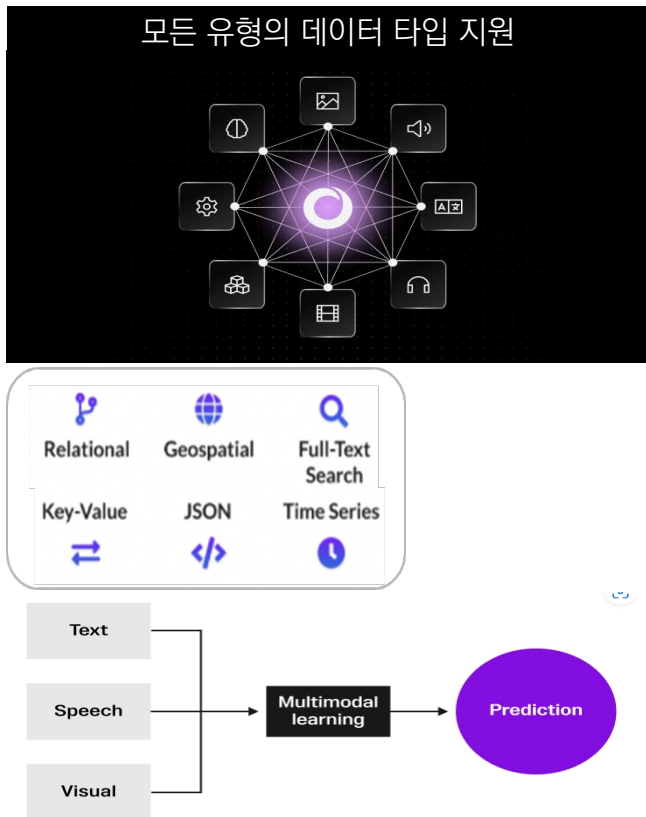 모든 유형의 데이터 타입 지원
Relational
Geospatial
Full-Text
Search
Key-Value
JSON
Time Series
Text
Speech
Visual
Multimodal
learning
Prediction